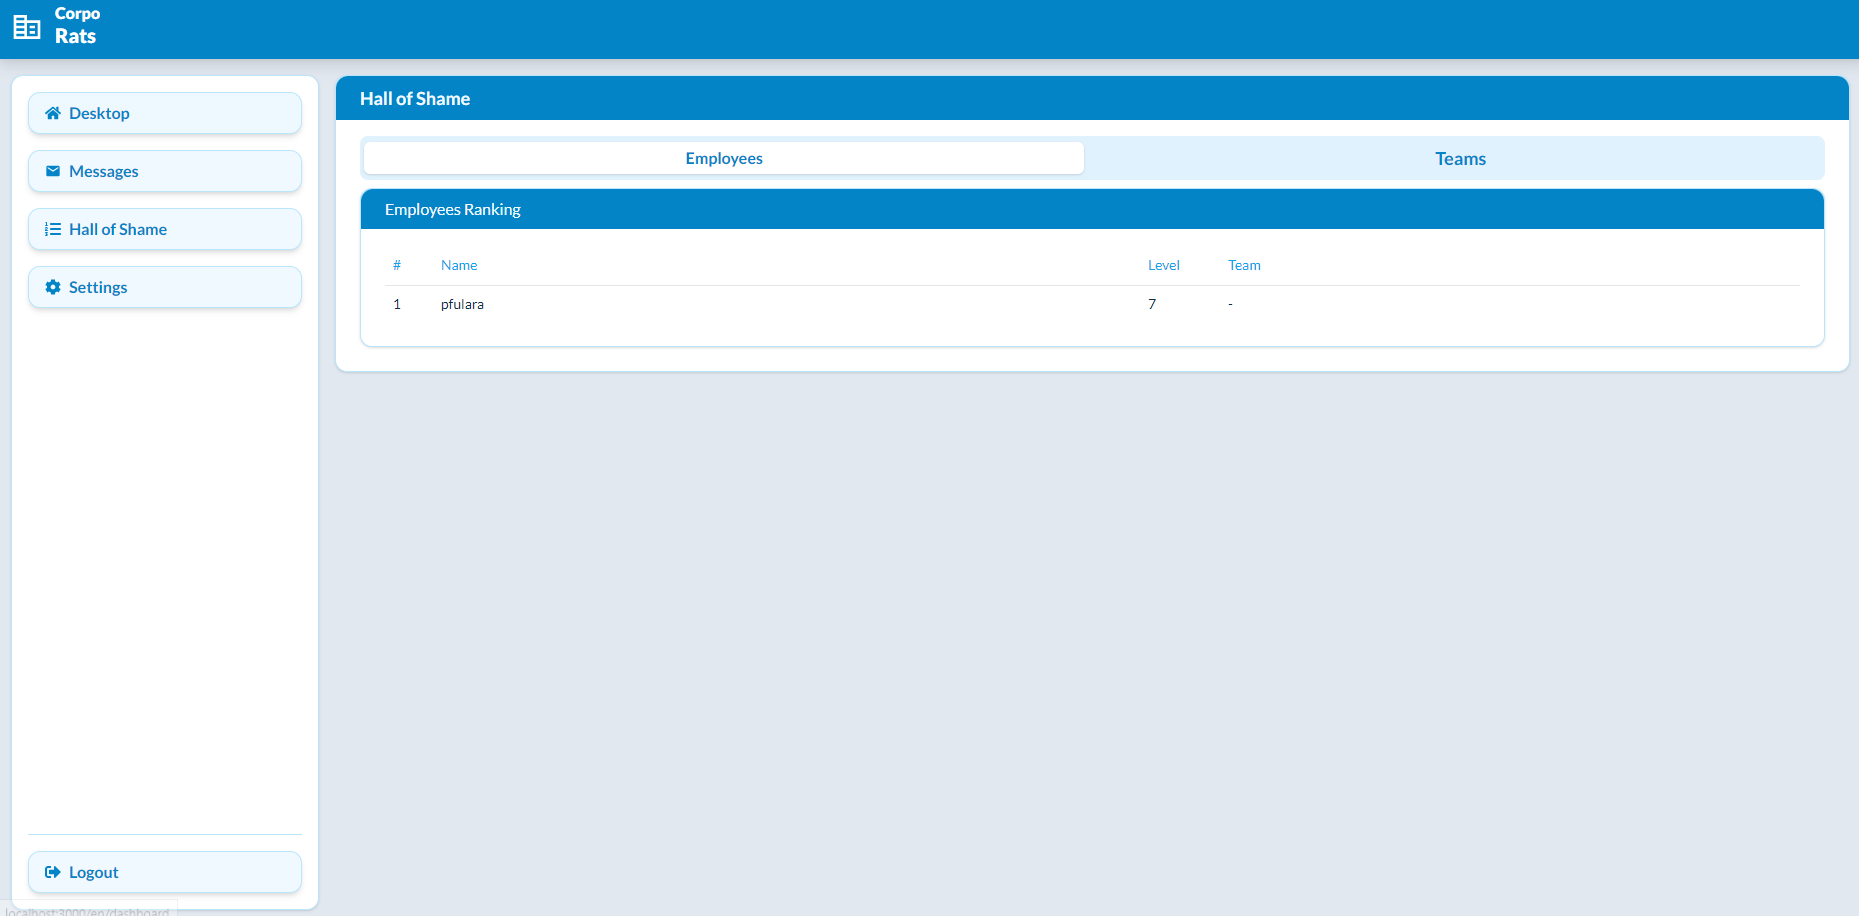 Corpo
Rats
Desktop
Messages
Hall of Shame
Settings
Logout
Hall of Shame
Employees Teams
Employees Ranking
# Name Level Team
1 pfulara 7 -
localhost:3000/en/dashboard